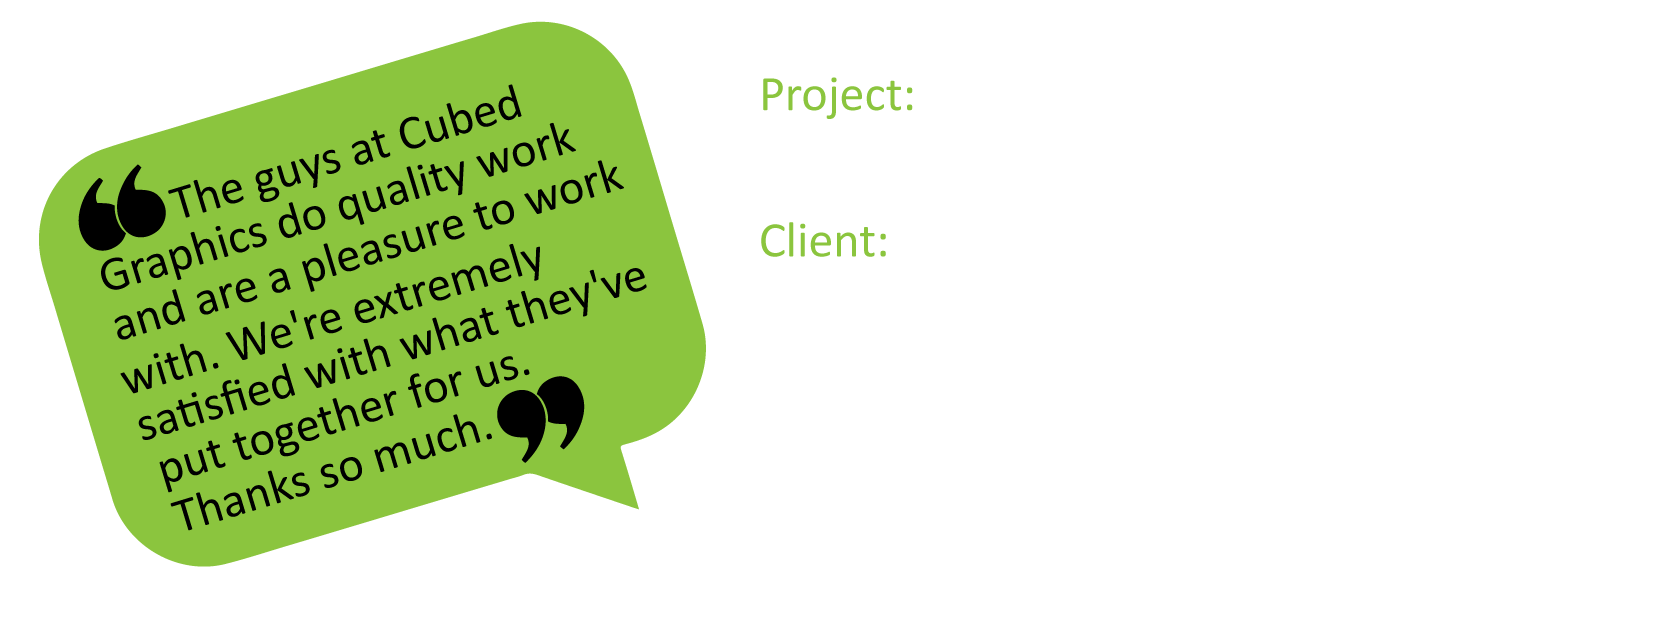 The guys at Cubed
Graphics do quality work
and are a pleasure to work
with. We're extremely
satisfied with what they've
put together for us.
Thanks so much.
Project:
Client: